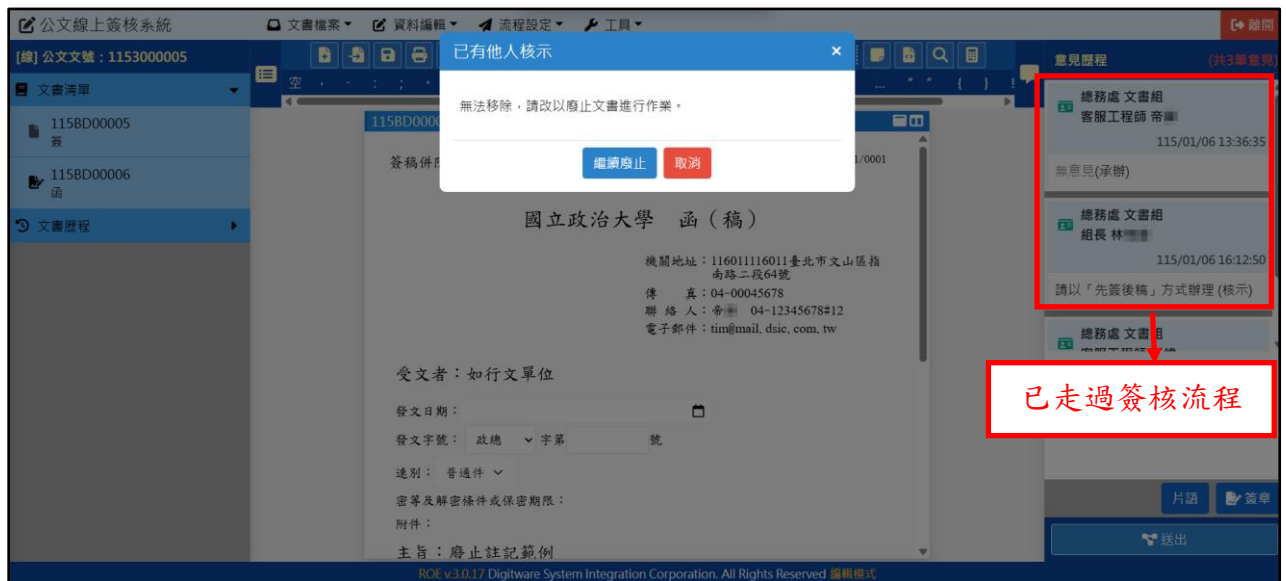 公文線上簽核系統
文書檔案 資料編輯 流程設定 工具
離開
[線] 公文文號：1153000005
文書清單
115BD00005
簽
115BD00006
函
文書歷程
空 ， 、 ： ； 。
… " " { } !
已有他人核示 ×
無法移除，請改以廢止文書進行作業。
繼續廢止 取消
115BD0000
簽稿併
1/0001
國立政治大學 函（稿）
機關地址：116011116011臺北市文山區指
南路二段64號
傳 真：04-00045678
聯 絡 人：帝 04-12345678#12
電子郵件：tim@mail.dsic.com.tw
受文者：如行文單位
發文日期：
發文字號： 政總 字第 號
速別： 普通件
密等及解密條件或保密期限：
附件：
主旨：廢止註記範例
意見歷程 (共3筆意見)
總務處 文書組
客服工程師 帝
115/01/06 13:36:35
無意見(承辦)
總務處 文書組
組長 林
115/01/06 16:12:50
請以「先簽後稿」方式辦理 (核示)
總務處 文書組
已走過簽核流程
片語 簽章
送出
ROE v.3.0.17 Digitware System Integration Corporation. All Rights Reserved 編輯模式